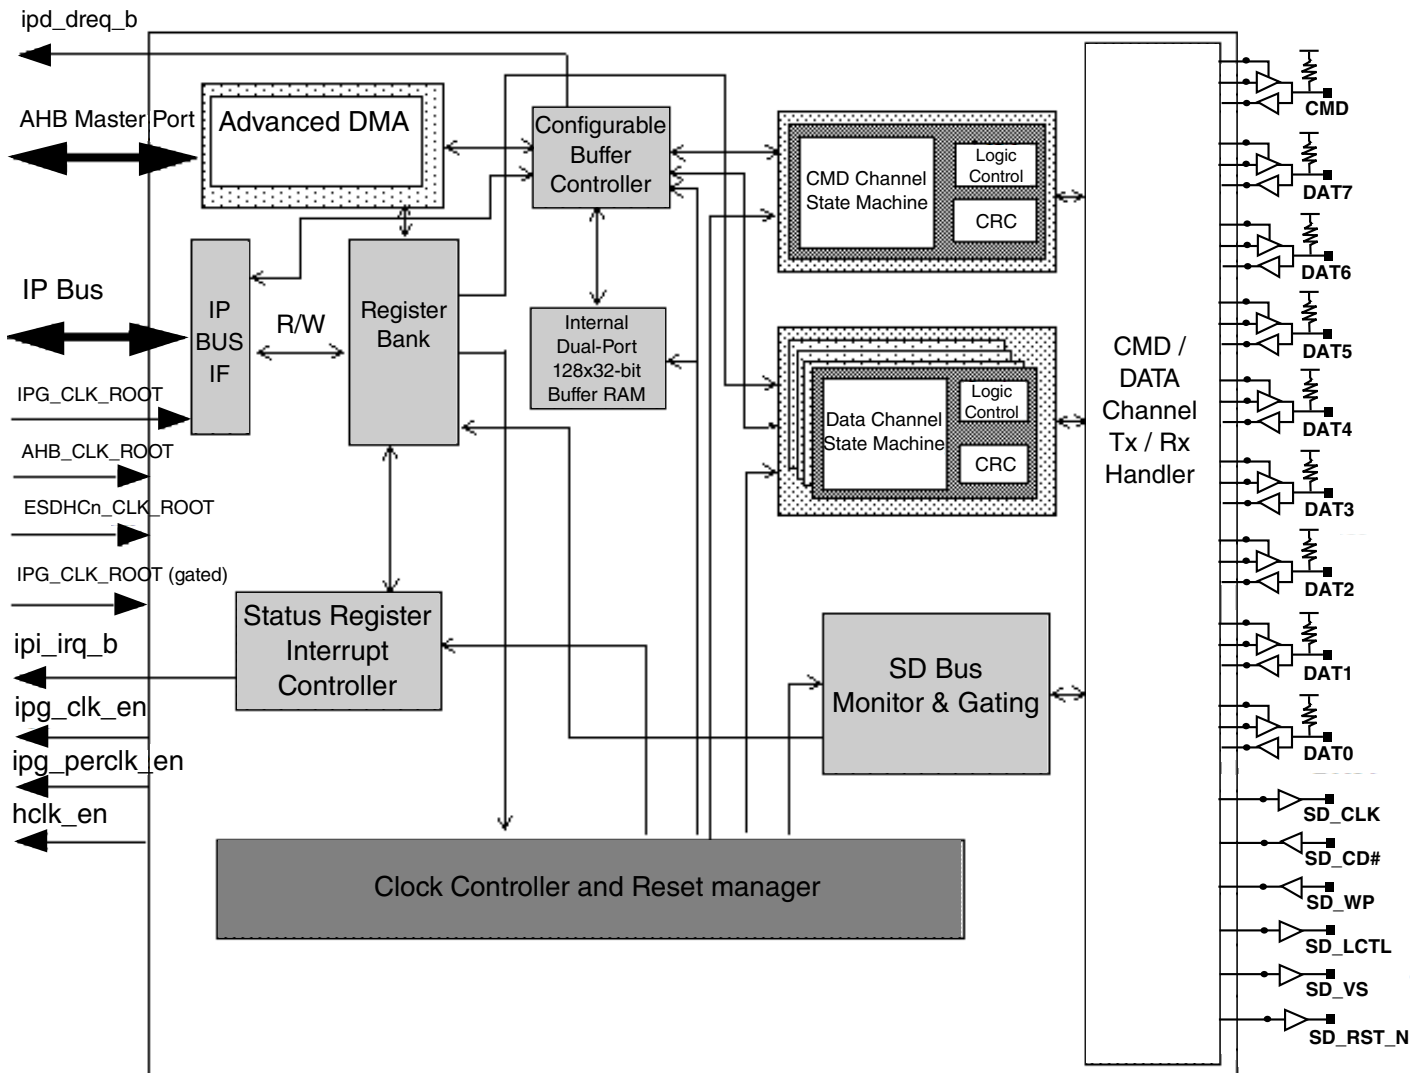 ipd_dreq_b
AHB Master Port
IP Bus
IPG_CLK_ROOT
AHB_CLK_ROOT
ESDHCn_CLK_ROOT
IPG_CLK_ROOT (gated)
ipi_irq_b
ipg_clk_en
ipg_perclk_en
hclk_en
Advanced DMA
IP
BUS
IF
R/W
Register
Bank
Configurable
Buffer
Controller
Internal
Dual-Port
128x32-bit
Buffer RAM
Status Register
Interrupt
Controller
Clock Controller and Reset manager
CMD Channel
State Machine
Logic
Control
CRC
Data Channel
State Machine
Logic
Control
CRC
SD Bus
Monitor & Gating
CMD /
DATA
Channel
Tx / Rx
Handler
CMD
DAT7
DAT6
DAT5
DAT4
DAT3
DAT2
DAT1
DAT0
SD_CLK
SD_CD#
SD_WP
SD_LCTL
SD_VS
SD_RST_N